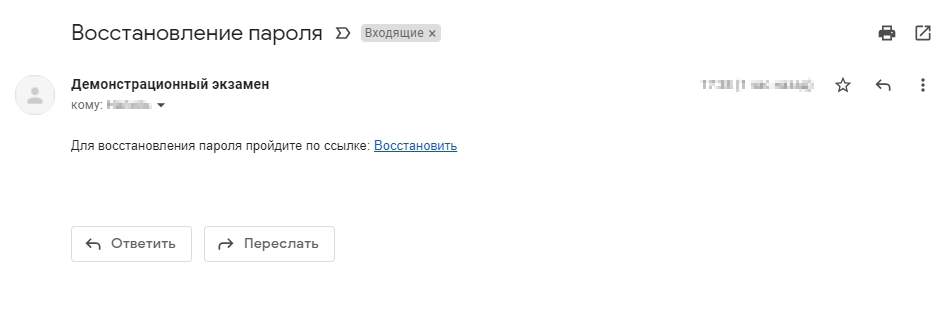 Восстановление пароля Входящие ×
Демонстрационный экзамен
кому:
Для восстановления пароля пройдите по ссылке: Восстановить
Ответить Переслать